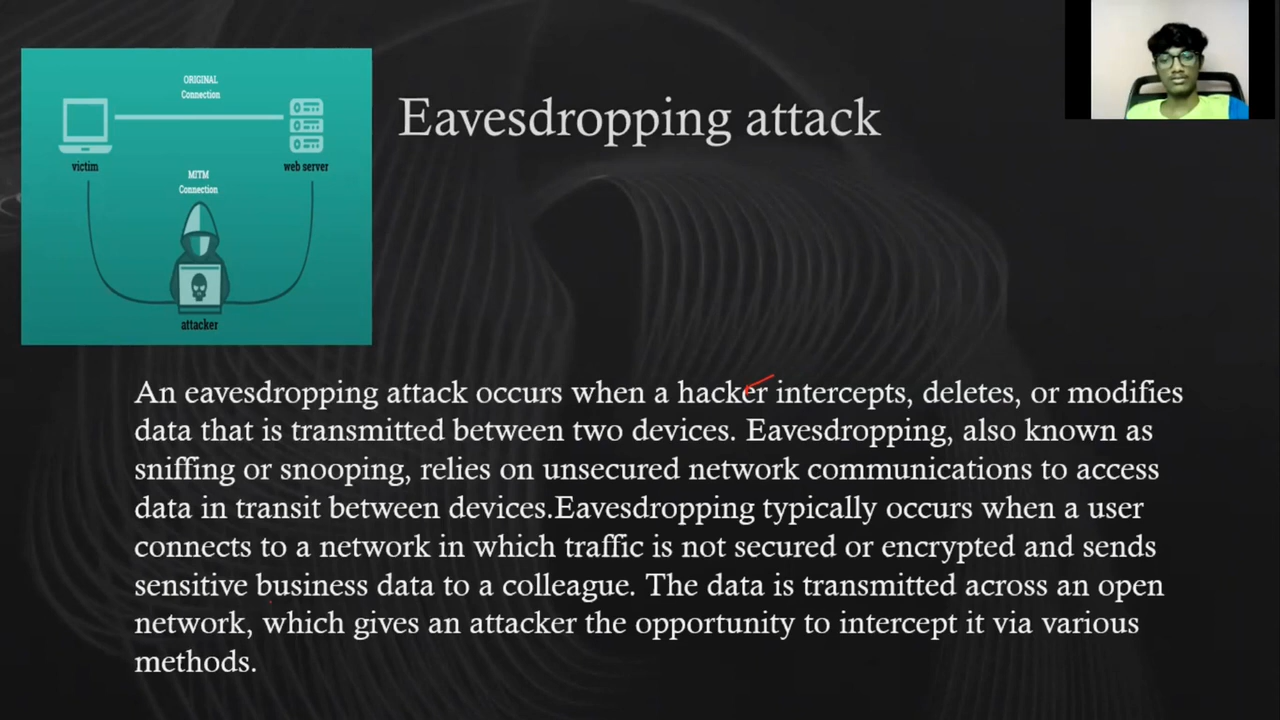 ORIGINAL
Connection
victim
web server
MITM
Connection
attacker
Eavesdropping attack
An eavesdropping attack occurs when a hacker intercepts, deletes, or modifies
data that is transmitted between two devices. Eavesdropping, also known as
sniffing or snooping, relies on unsecured network communications to access
data in transit between devices.Eavesdropping typically occurs when a user
connects to a network in which traffic is not secured or encrypted and sends
sensitive business data to a colleague. The data is transmitted across an open
network, which gives an attacker the opportunity to intercept it via various
methods.